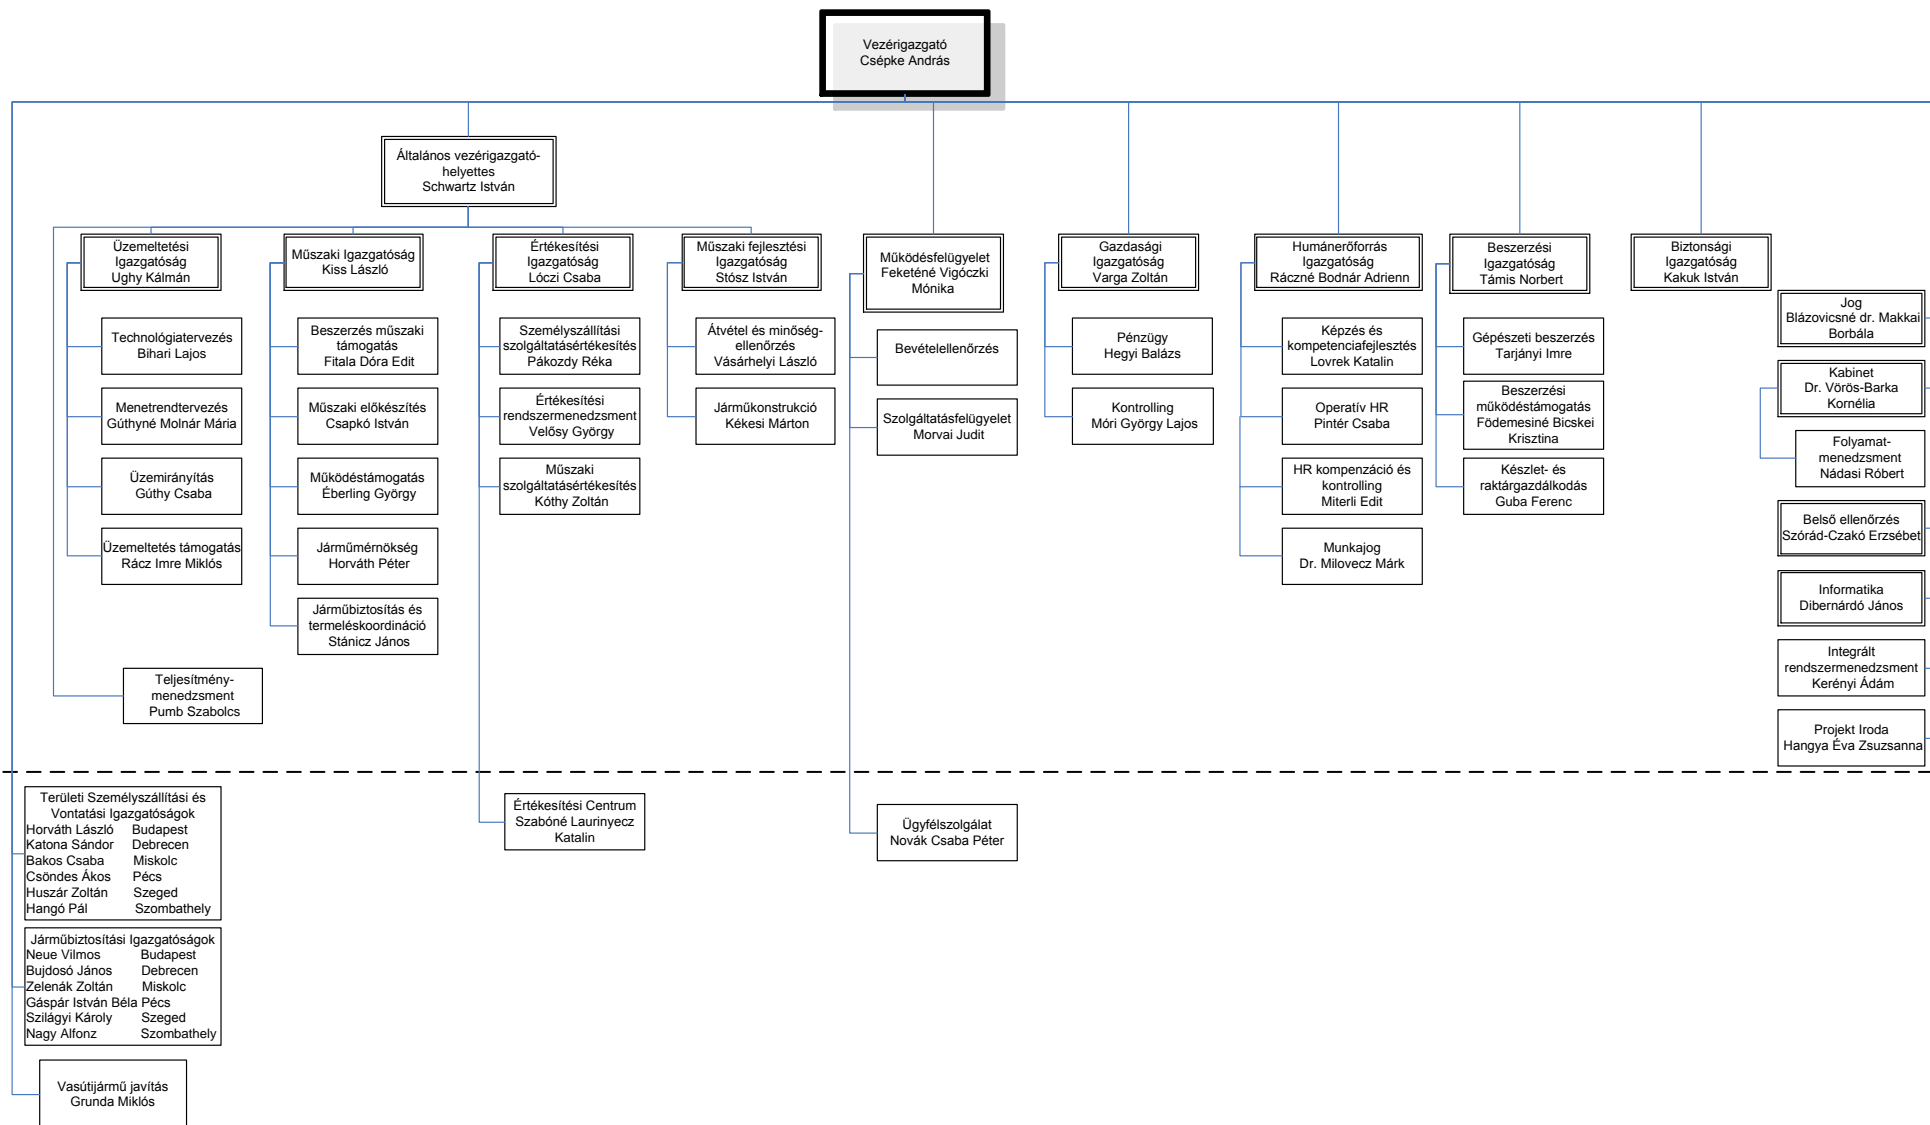 Vezérigazgató
Csépke András
Általános vezérigazgató-
helyettes
Schwartz István
Üzemeltetési
Igazgatóság
Ughy Kálmán
Műszaki Igazgatóság
Kiss László
Értékesítési
Igazgatóság
Lóczi Csaba
Műszaki fejlesztési
Igazgatóság
Stósz István
Működésfelügyelet
Feketéné Vigóczki
Mónika
Gazdasági
Igazgatóság
Varga Zoltán
Humánerőforrás
Igazgatóság
Ráczné Bodnár Adrienn
Beszerzési
Igazgatóság
Támis Norbert
Biztonsági
Igazgatóság
Kakuk István
Technológiatervezés
Bihari Lajos
Menetrendtervezés
Gúthyné Molnár Mária
Üzemirányítás
Gúthy Csaba
Üzemeltetés támogatás
Rácz Imre Miklós
Teljesítmény-
menedzsment
Pumb Szabolcs
Beszerzés műszaki
támogatás
Fitala Dóra Edit
Műszaki előkészítés
Csapkó István
Működéstámogatás
Éberling György
Járműmérnökség
Horváth Péter
Járműbiztosítás és
termeléskoordináció
Stánicz János
Személyszállítási
szolgáltatásértékesítés
Pákozdy Réka
Értékesítési
rendszermenedzsment
Velősy György
Műszaki
szolgáltatásértékesítés
Kóthy Zoltán
Átvétel és minőség-
ellenőrzés
Vásárhelyi László
Járműkonstrukció
Kékesi Márton
Bevételellenőrzés
Szolgáltatásfelügyelet
Morvai Judit
Pénzügy
Hegyi Balázs
Kontrolling
Móri György Lajos
Képzés és
kompetenciafejlesztés
Lovrek Katalin
Operatív HR
Pintér Csaba
HR kompenzáció és
kontrolling
Miterli Edit
Munkajog
Dr. Milovecz Márk
Gépészeti beszerzés
Tarjányi Imre
Beszerzési
működéstámogatás
Födemesiné Bicskei
Krisztina
Készlet- és
raktárgazdálkodás
Guba Ferenc
Jog
Blázovicsné dr. Makkai
Borbála
Kabinet
Dr. Vörös-Barka
Kornélia
Folyamat-
menedzsment
Nádasi Róbert
Belső ellenőrzés
Szórád-Czakó Erzsébet
Informatika
Dibernárdó János
Integrált
rendszermenedzsment
Kerényi Ádám
Projekt Iroda
Hangya Éva Zsuzsanna
Területi Személyszállítási és
Vontatási Igazgatóságok
Horváth László Budapest
Katona Sándor Debrecen
Bakos Csaba Miskolc
Csöndes Ákos Pécs
Huszár Zoltán Szeged
Hangó Pál Szombathely
Járműbiztosítási Igazgatóságok
Neue Vilmos Budapest
Bujdosó János Debrecen
Zelenák Zoltán Miskolc
Gáspár István Béla Pécs
Szilágyi Károly Szeged
Nagy Alfonz Szombathely
Vasútijármű javítás
Grunda Miklós
Értékesítési Centrum
Szabóné Laurinyecz
Katalin
Ügyfélszolgálat
Novák Csaba Péter